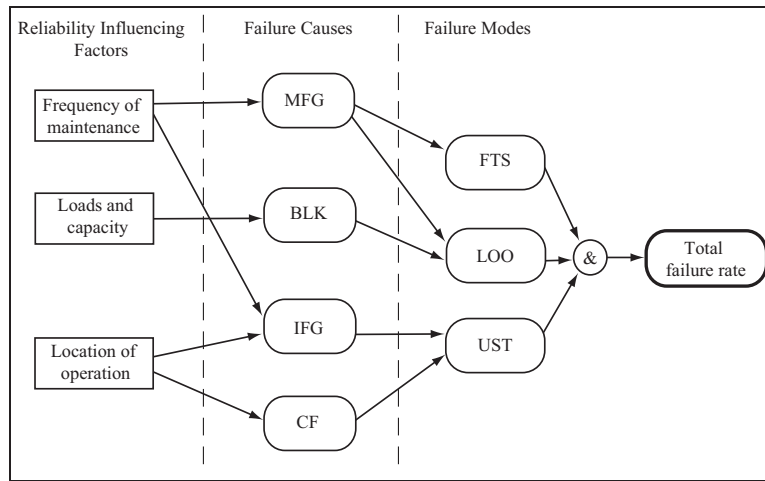 Reliability Influencing
Factors
Failure Causes
Failure Modes
Frequency of
maintenance
MFG
FTS
Loads and
capacity
BLK
LOO
&
Total
failure rate
Location of
operation
IFG
UST
CF